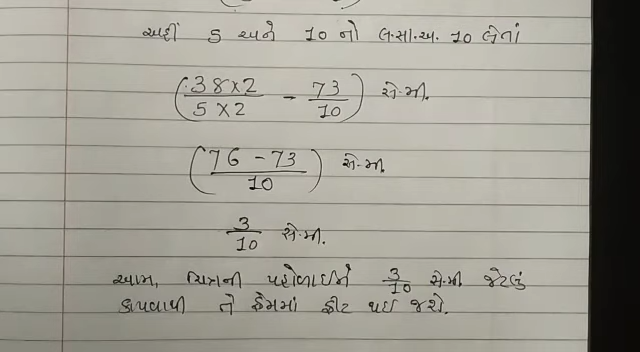 અહીં 5 અને 10 નો લ.સા.અ. 10 લેતાં
(38×2/5×2 - 73/10) સે.મી.
(76 - 73/10) સે.મી
3/10 સે.મી.
આમ, ચિત્રની પહોળાઈને 3/10 સે.મી જેટલું
કાપવાથી તે ફ્રેમમાં ફીટ થઈ જશે.